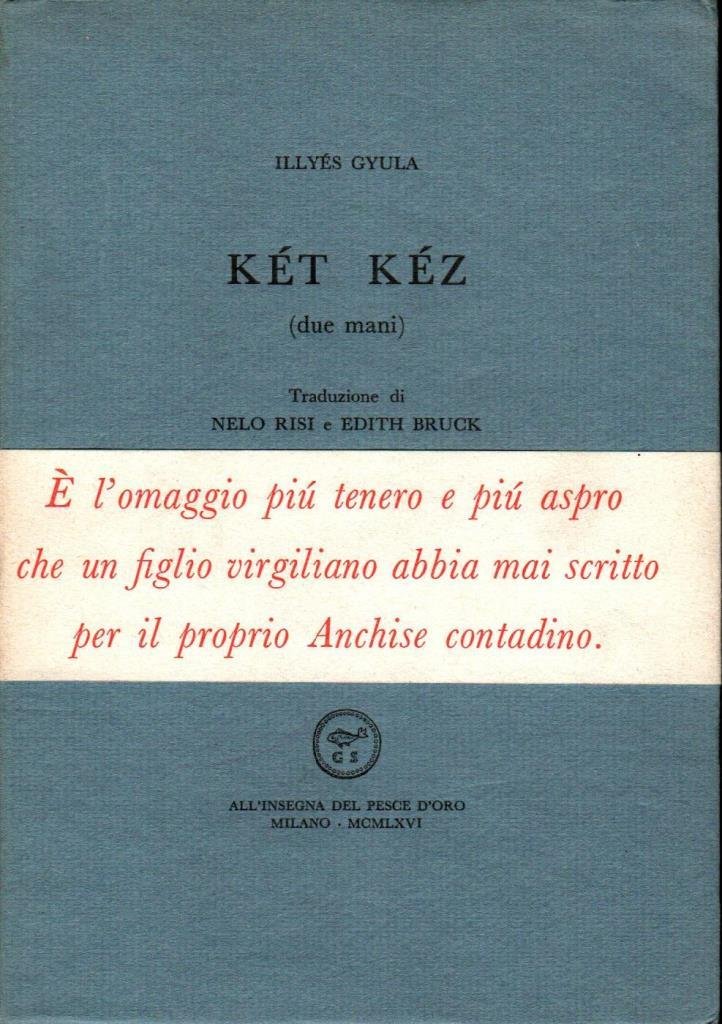 ILLYÉS GYULA
KÉT KÉZ
(due mani)
Traduzione di
NELO RISI e EDITH BRUCK
È l'omaggio piú tenero e piú aspro
che un figlio virgiliano abbia mai scritto
per il proprio Anchise contadino.
G S
ALL'INSEGNA DEL PESCE D'ORO
MILANO · MCMLXVI